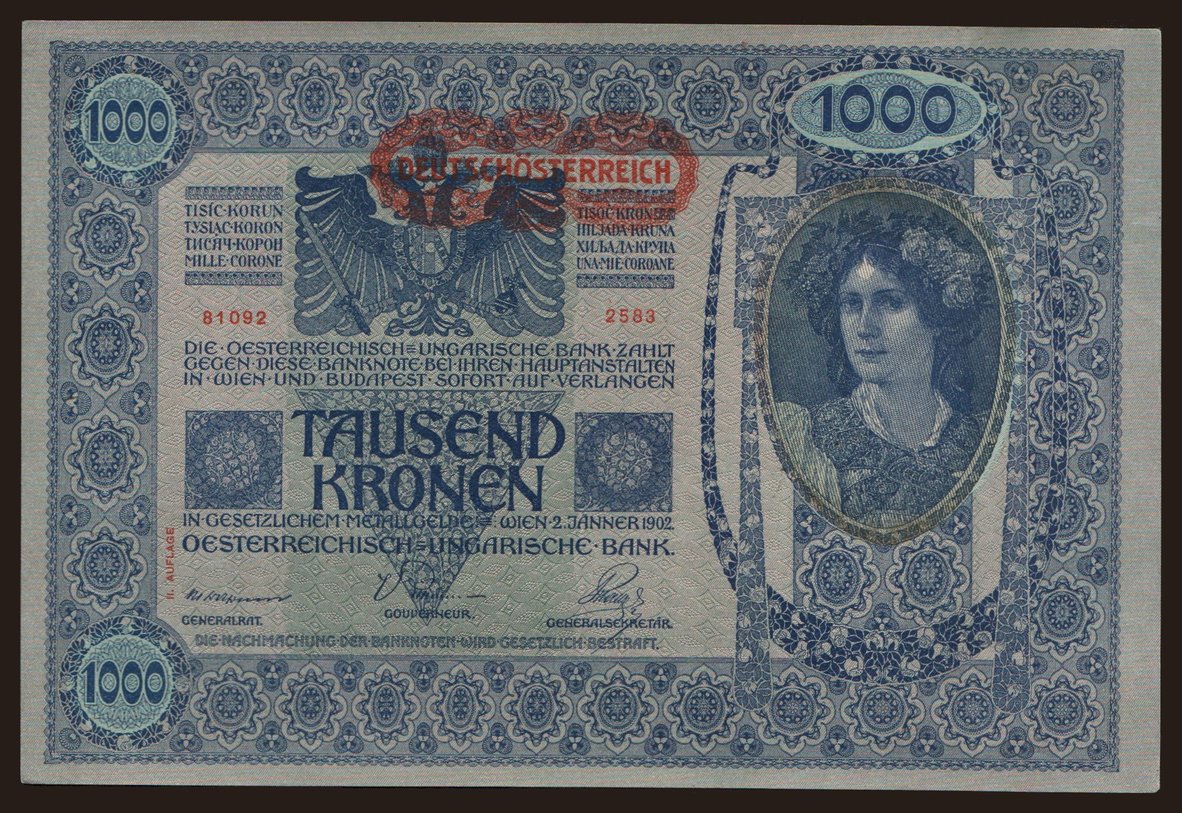 1000
1000
DEUTSCHÖSTERREICH
TISÍC·KORUN
TYSIĄC·KORON
ТИСЯЧ·КОРОН
MILLE·CORONE
TISOČ·KRON
HILJADA·KRUNA
ХИЉАДА·КРУНА
UNA·MIE·COROANE
81092
2583
DIE·OESTERREICHISCH=UNGARISCHE·BANK·ZAHLT
GEGEN·DIESE·BANKNOTE·BEI·IHREN·HAUPTANSTALTEN
IN·WIEN·UND·BUDAPEST·SOFORT·AUF·VERLANGEN
TAUSEND
KRONEN
IN·GESETZLICHEM·METALLGELDE=WIEN·2·JÄNNER 1902
OESTERREICHISCH=UNGARISCHE·BANK.
II. AUFLAGE
GENERALRAT.
GOUVERNEUR.
GENERALSEKRETÄR.
DIE·NACHMACHUNG·DER·BANKNOTEN·WIRD·GESETZLICH·BESTRAFT.
1000